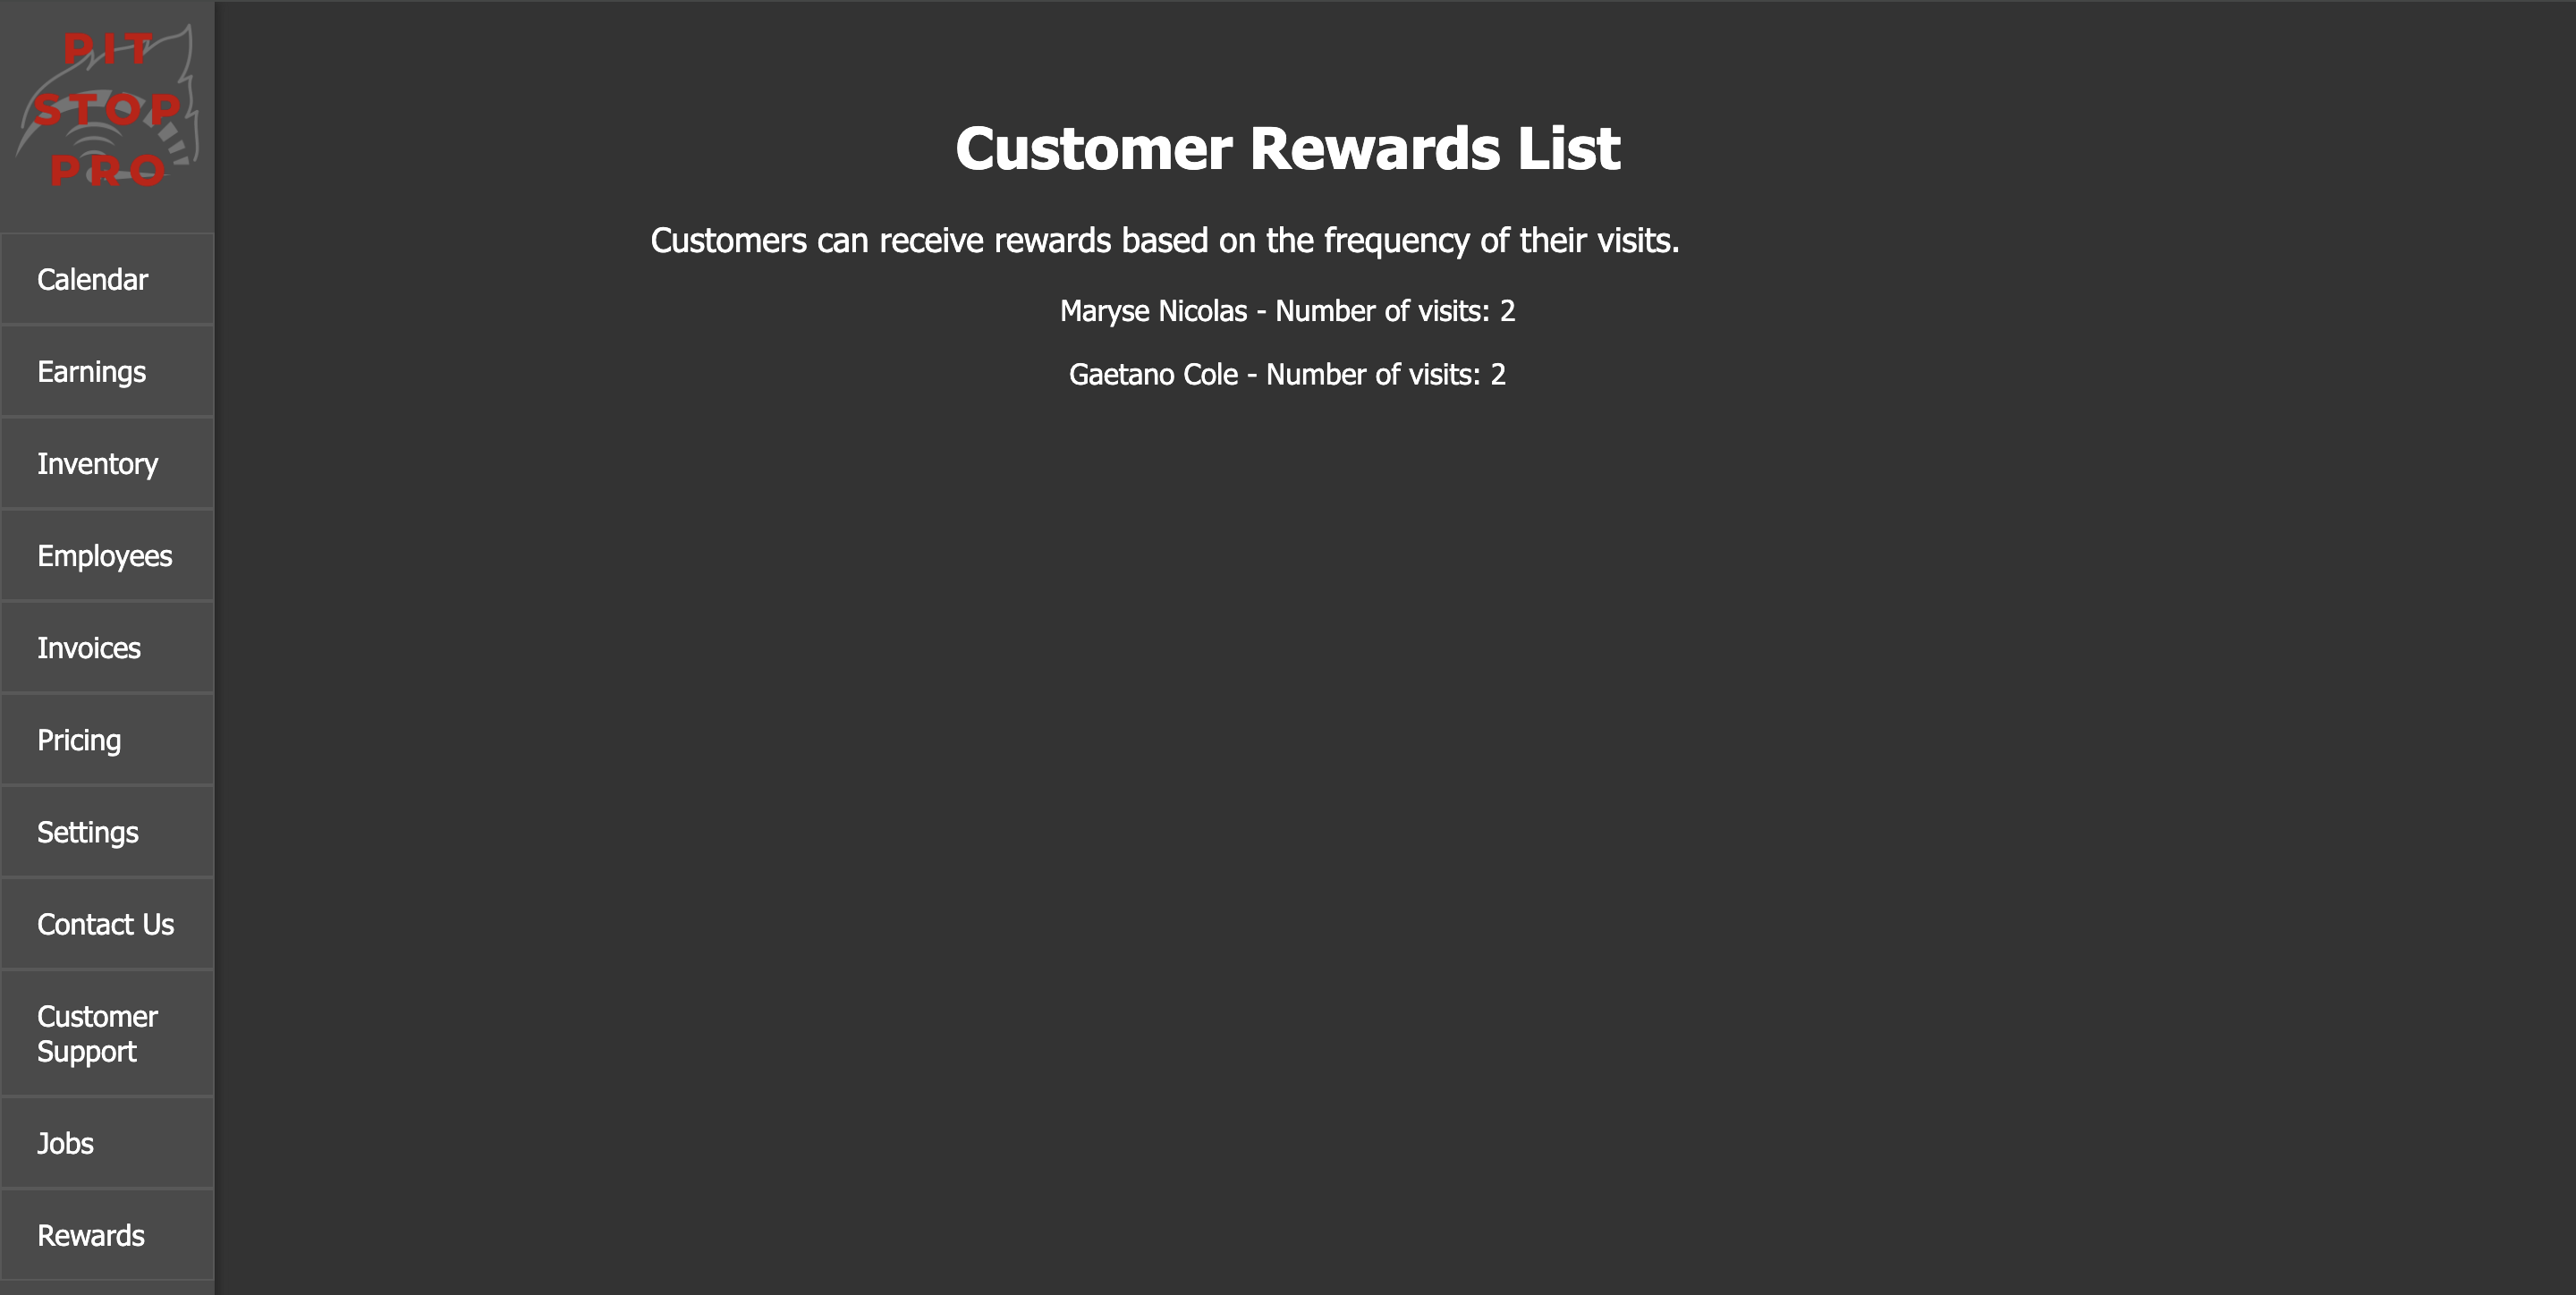 PIT
STOP
PRO
Calendar
Earnings
Inventory
Employees
Invoices
Pricing
Settings
Contact Us
Customer
Support
Jobs
Rewards
Customer Rewards List
Customers can receive rewards based on the frequency of their visits.
Maryse Nicolas - Number of visits: 2
Gaetano Cole - Number of visits: 2